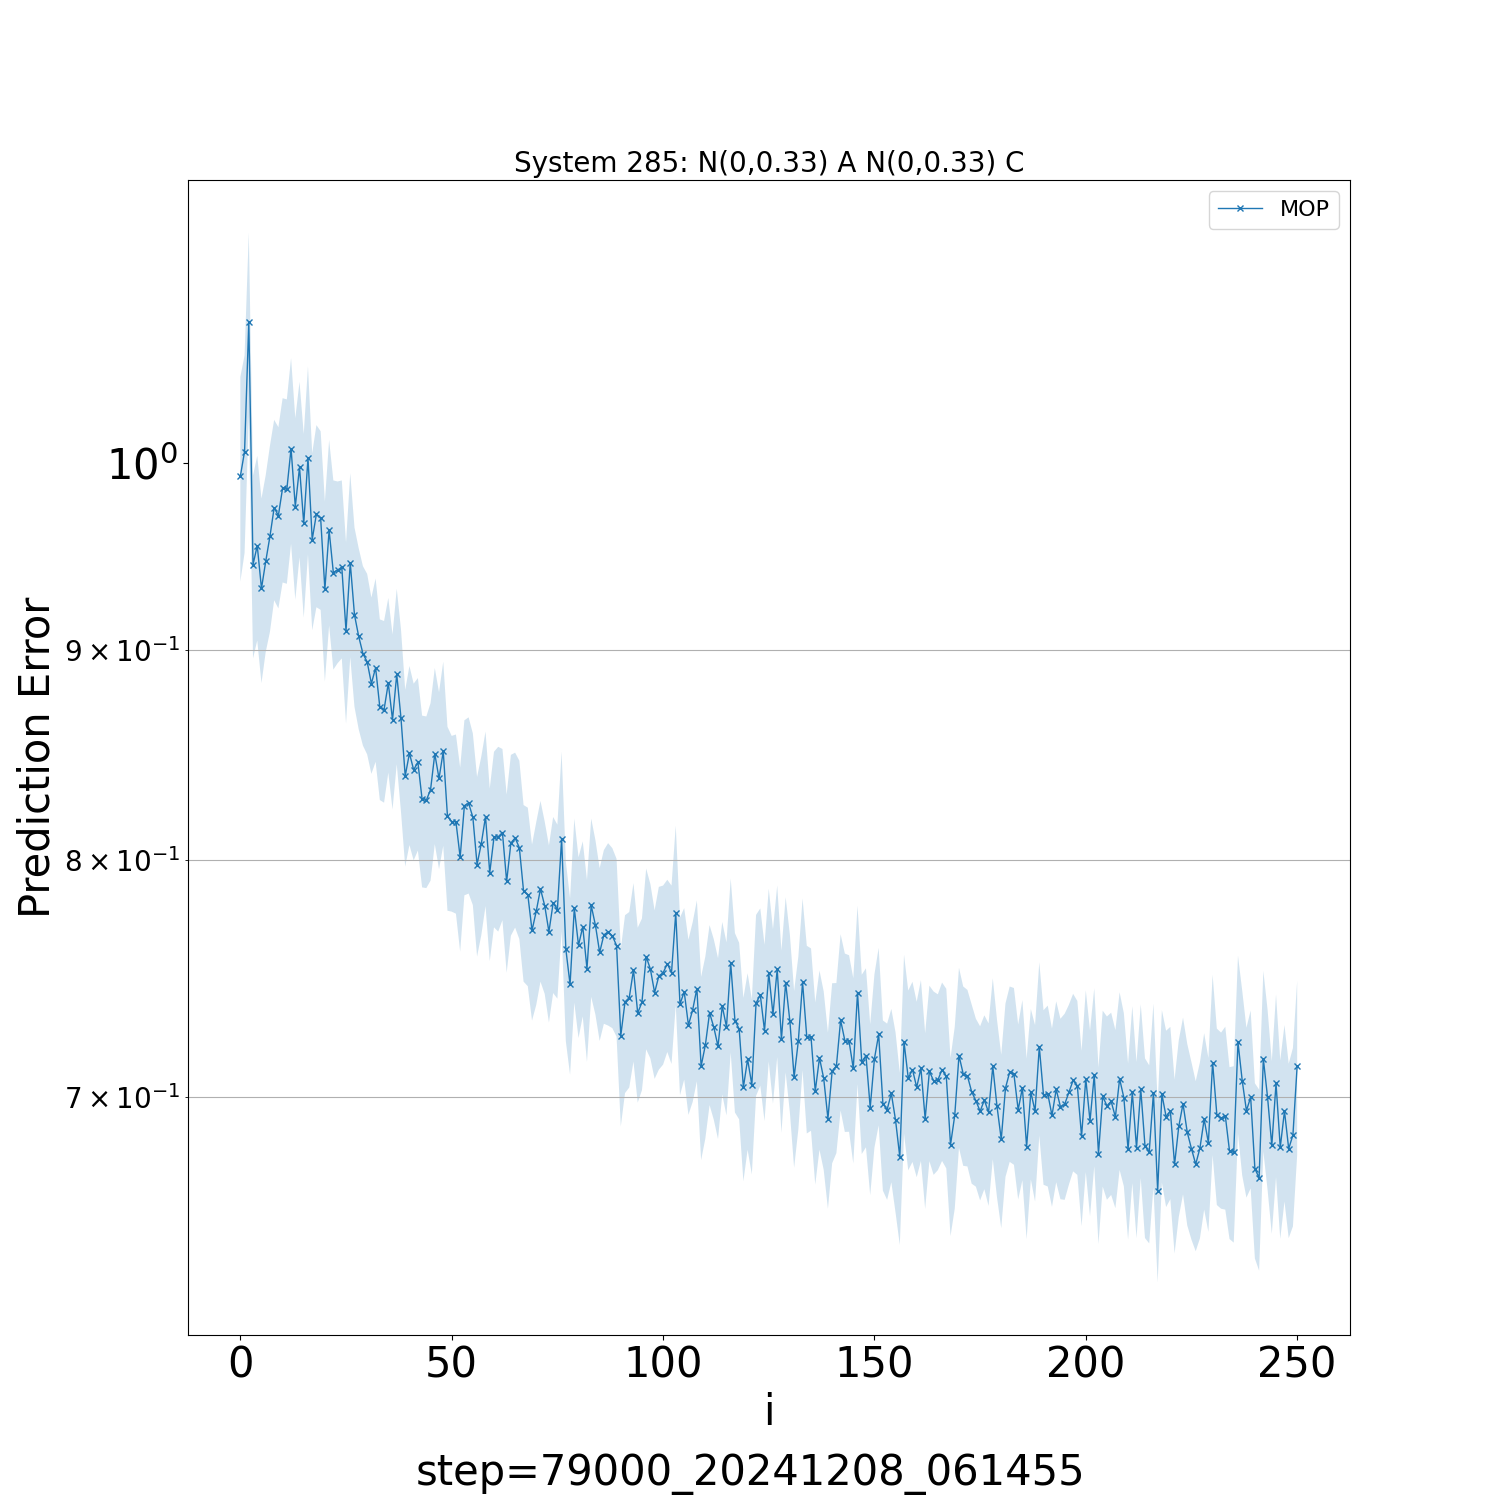 System 285: N(0,0.33) A N(0,0.33) C
MOP
10⁰
9 × 10⁻¹
8 × 10⁻¹
7 × 10⁻¹
Prediction Error
0 50 100 150 200 250
i
step=79000_20241208_061455